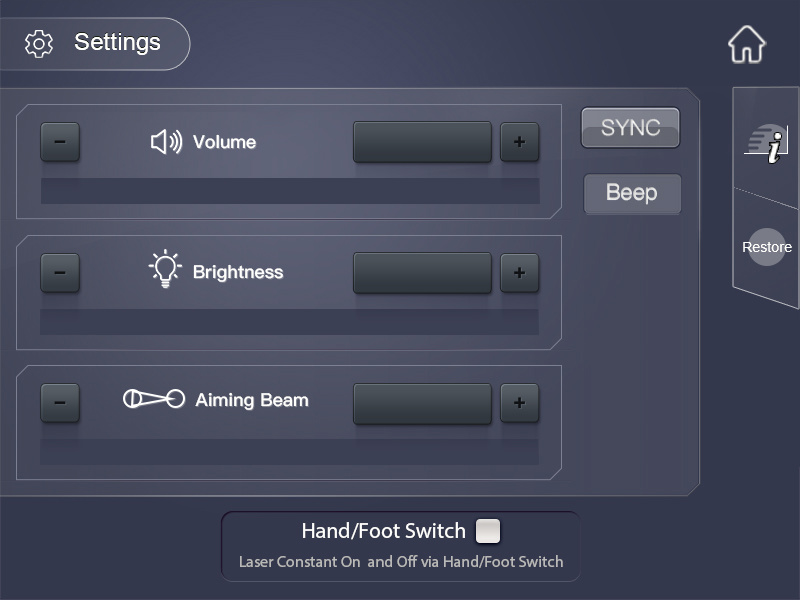 Settings
−
Volume
+
SYNC
Beep
i
−
Brightness
+
Restore
−
Aiming Beam
+
Hand/Foot Switch
Laser Constant On and Off via Hand/Foot Switch